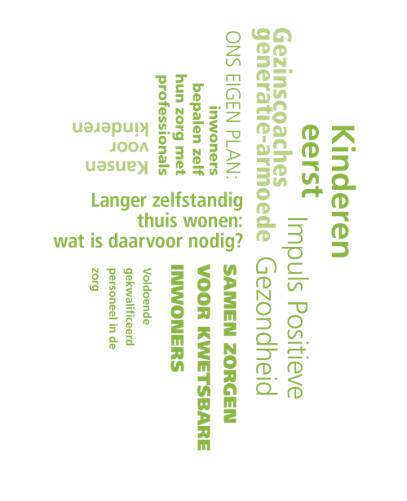 Kinderen
eerst
Gezinscoaches
generatie-armoede
ONS EIGEN PLAN:
inwoners
bepalen zelf
hun zorg met
professionals
Kansen
voor
kinderen
Langer zelfstandig
thuis wonen:
wat is daarvoor nodig?
Impuls Positieve
Gezondheid
SAMEN ZORGEN
VOOR KWETSBARE
INWONERS
Voldoende
gekwalificeerd
personeel in de
zorg